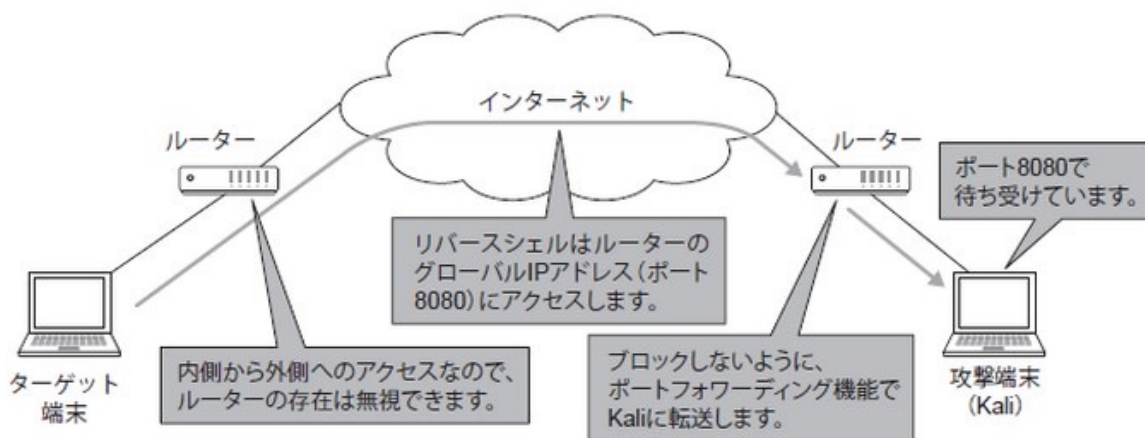 インターネット
ルーター
ルーター
ポート8080で
待ち受けています。
リバースシェルはルーターの
グローバルIPアドレス（ポート
8080）にアクセスします。
内側から外側へのアクセスなので、
ルーターの存在は無視できます。
ブロックしないように、
ポートフォワーディング機能で
Kaliに転送します。
ターゲット
端末
攻撃端末
（Kali）